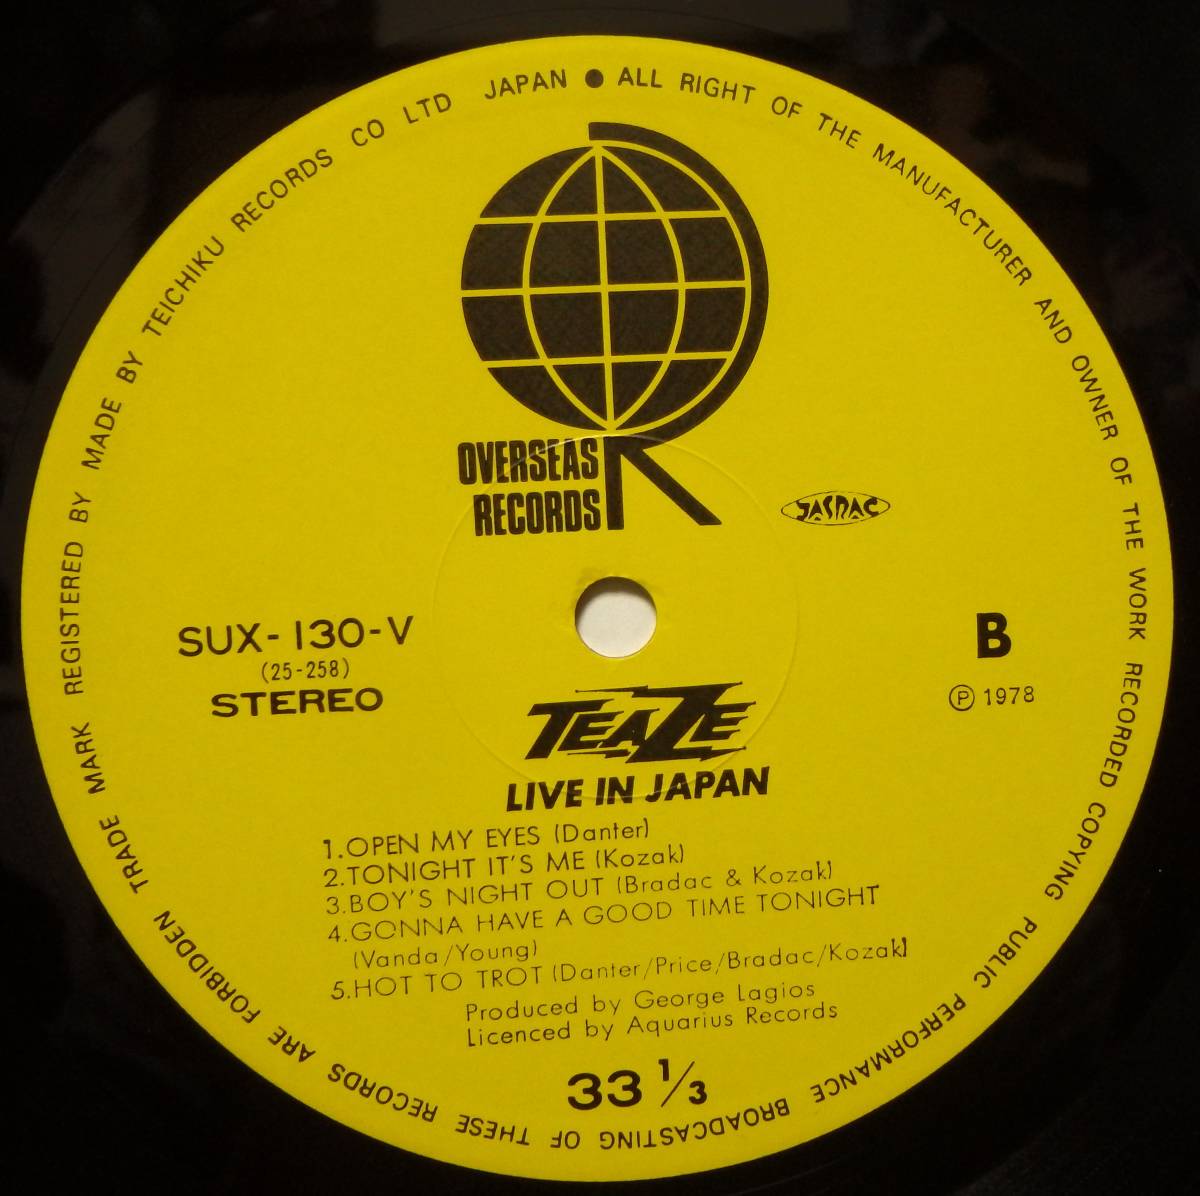 ALL RIGHT OF THE MANUFACTURER AND OWNER OF THE WORK RECORDED COPYING PUBLIC PERFORMANCE BROADCASTING OF THESE RECORDS ARE FORBIDDEN TRADE MARK REGISTERED BY MADE BY TEICHIKU RECORDS CO LTD JAPAN ●
OVERSEAS
RECORDS
R
JASRAC
SUX-130-V
(25-258)
STEREO
B
Ⓟ 1978
TEAZE
LIVE IN JAPAN
1.OPEN MY EYES (Danter)
2.TONIGHT IT'S ME (Kozak)
3.BOY'S NIGHT OUT (Bradac & Kozak)
4.GONNA HAVE A GOOD TIME TONIGHT
(Vanda/Young)
5.HOT TO TROT (Danter/Price/Bradac/Kozak)
Produced by George Lagios
Licenced by Aquarius Records
33 1/3